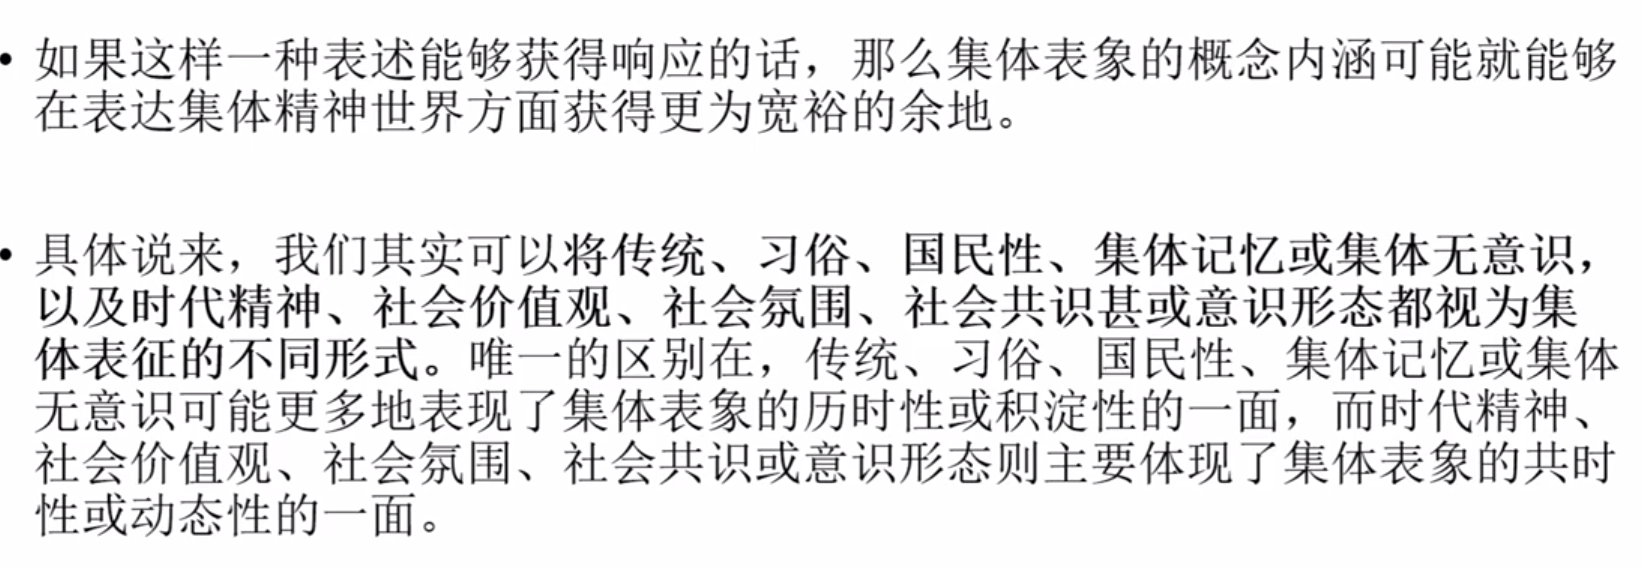 • 如果这样一种表述能够获得响应的话，那么集体表象的概念内涵可能就能够
在表达集体精神世界方面获得更为宽裕的余地。
• 具体说来，我们其实可以将传统、习俗、国民性、集体记忆或集体无意识，
以及时代精神、社会价值观、社会氛围、社会共识甚或意识形态都视为集
体表征的不同形式。唯一的区别在，传统、习俗、国民性、集体记忆或集体
无意识可能更多地表现了集体表象的历时性或积淀性的一面，而时代精神、
社会价值观、社会氛围、社会共识或意识形态则主要体现了集体表象的共时
性或动态性的一面。